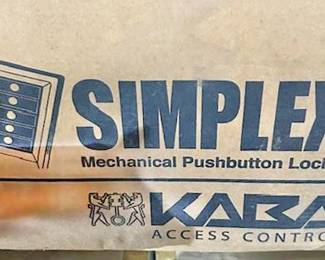 SIMPLEX
Mechanical Pushbutton Lock
KABA
ACCESS CONTRO